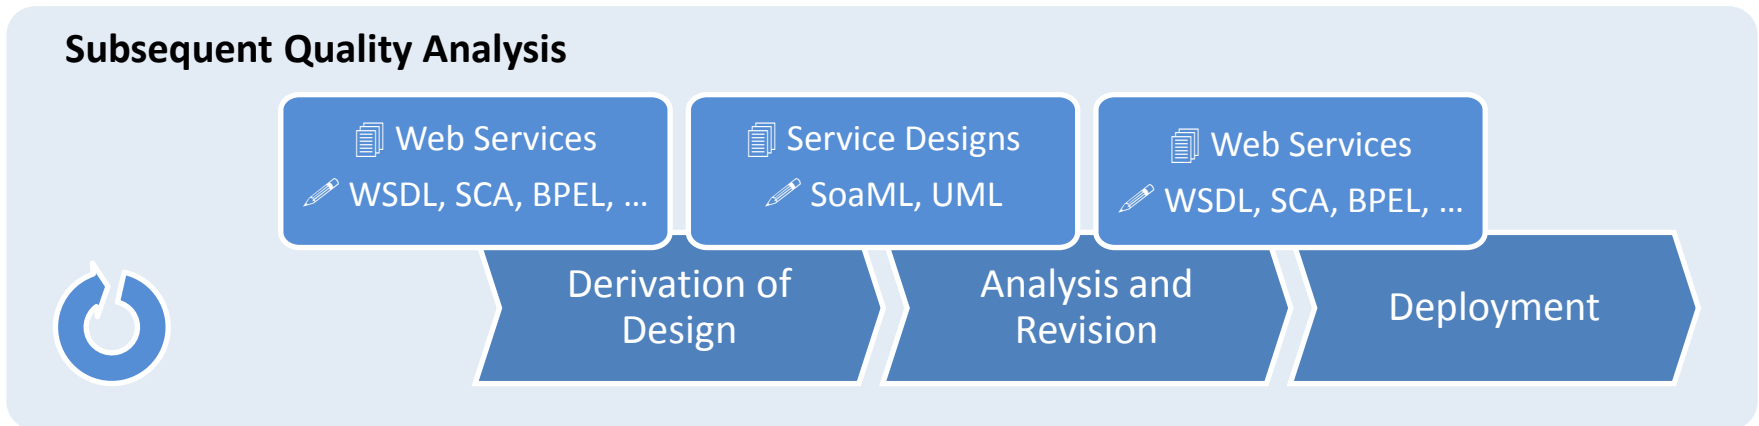 Subsequent Quality Analysis
Web Services
WSDL, SCA, BPEL, …
Service Designs
SoaML, UML
Web Services
WSDL, SCA, BPEL, …
Derivation of
Design
Analysis and
Revision
Deployment